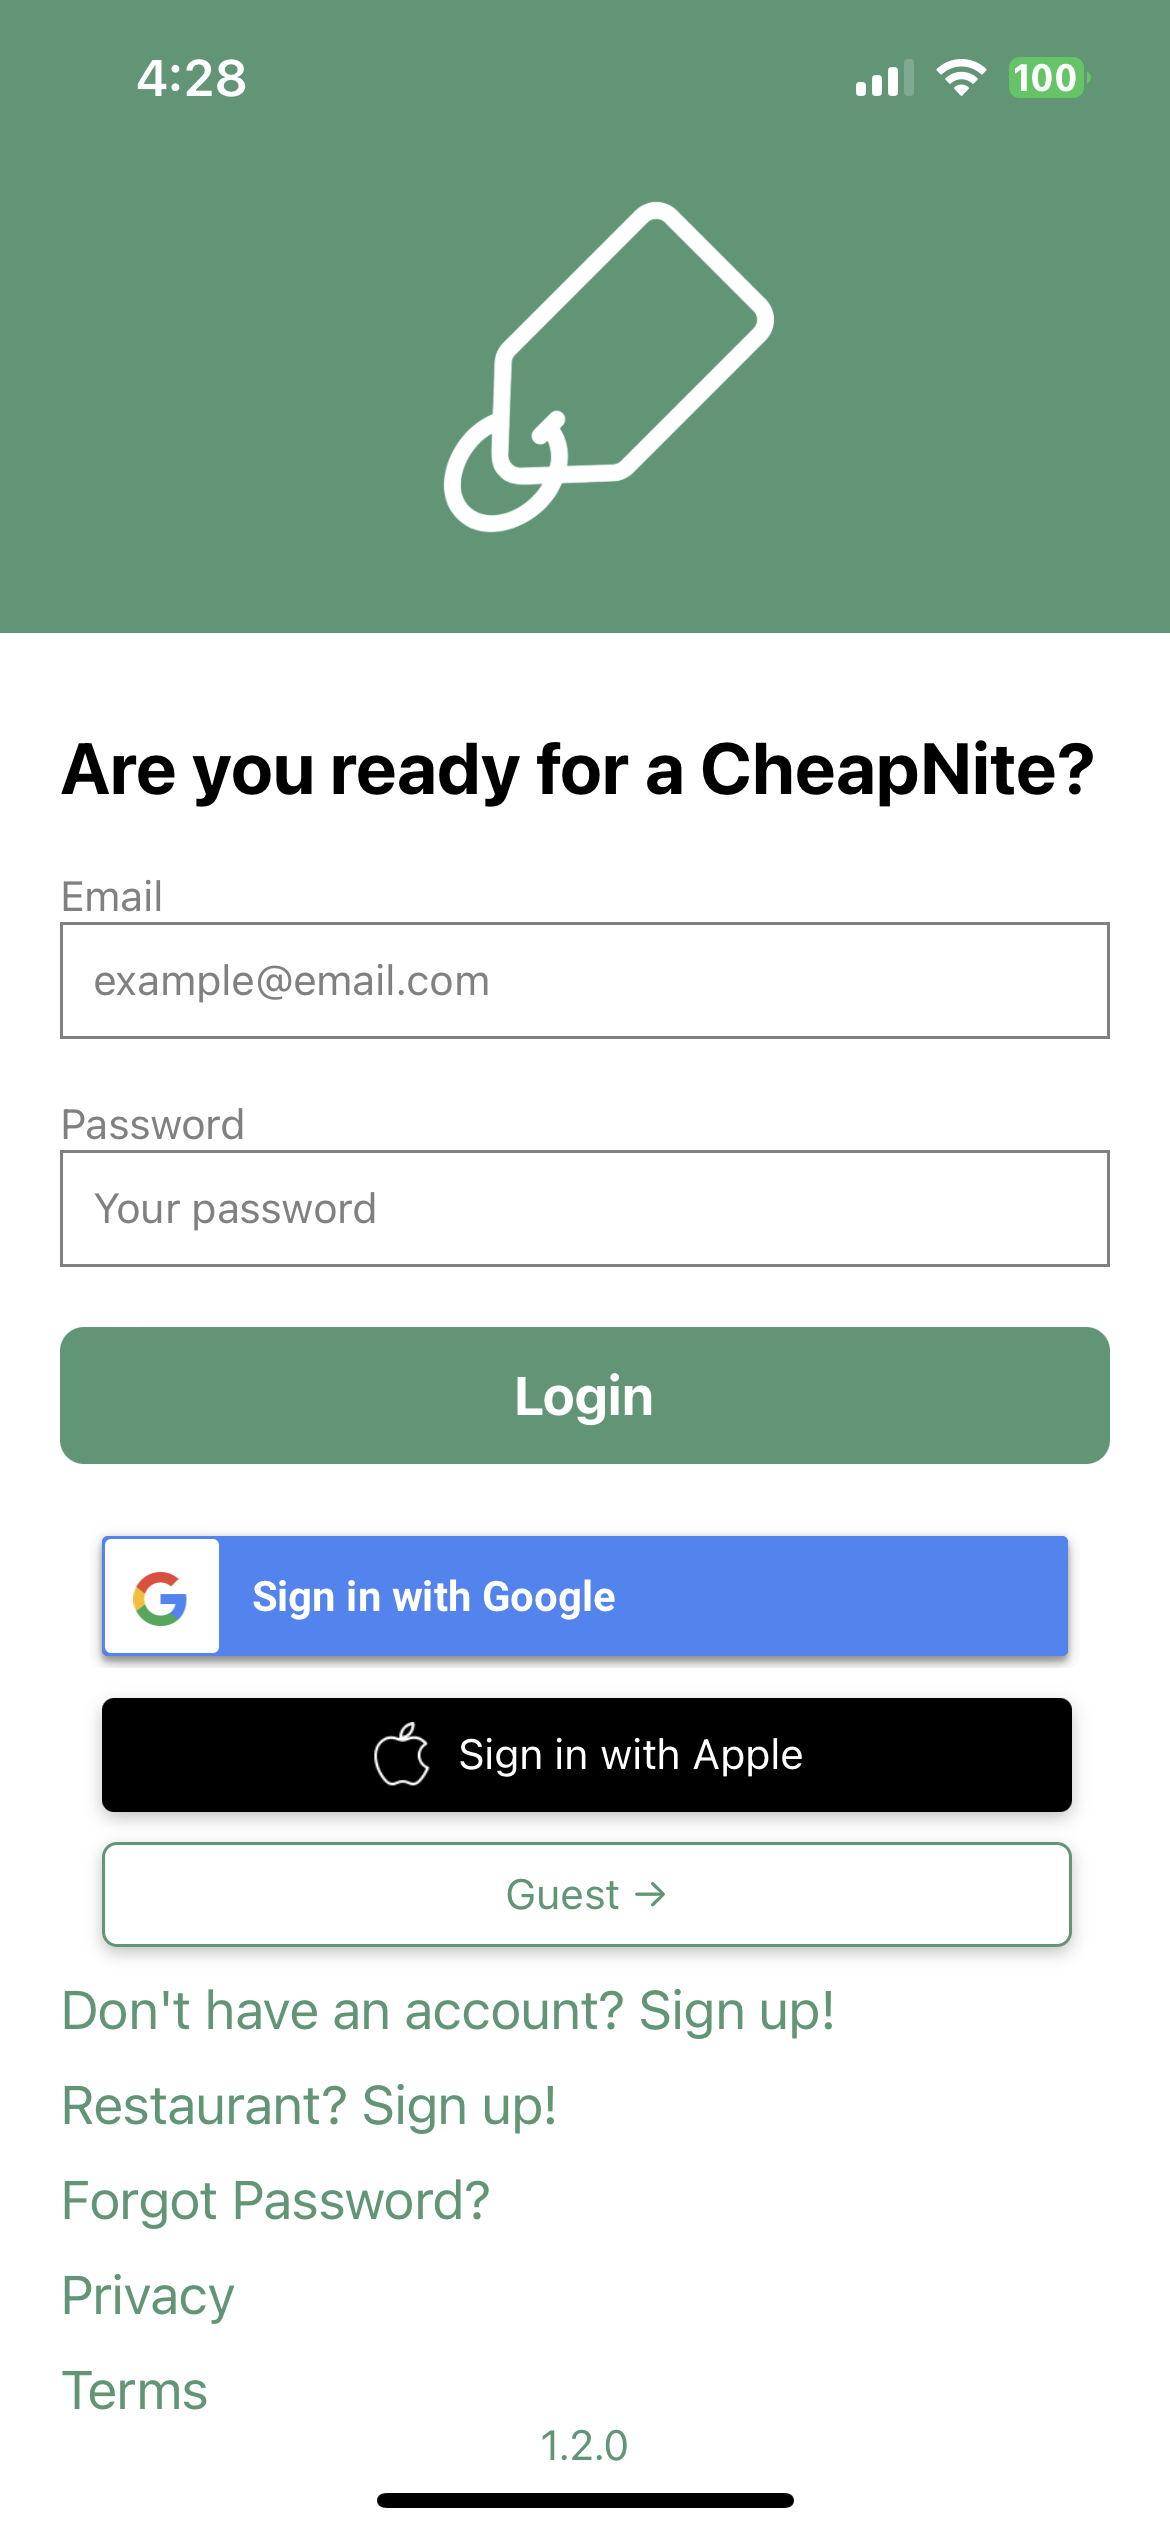 4:28
100
Are you ready for a CheapNite?
Email
example@email.com
Password
Your password
Login
Sign in with Google
Sign in with Apple
Guest →
Don't have an account? Sign up!
Restaurant? Sign up!
Forgot Password?
Privacy
Terms
1.2.0